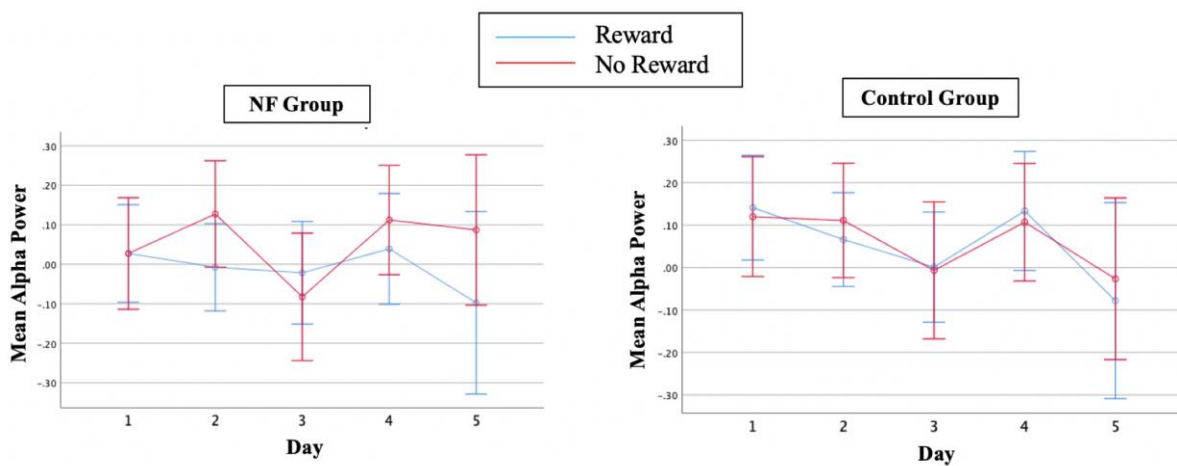 Reward
No Reward
NF Group
Control Group
Mean Alpha Power
.30
.20
.10
.00
-.10
-.20
-.30
1 2 3 4 5
Day
Mean Alpha Power
.30
.20
.10
.00
-.10
-.20
-.30
1 2 3 4 5
Day